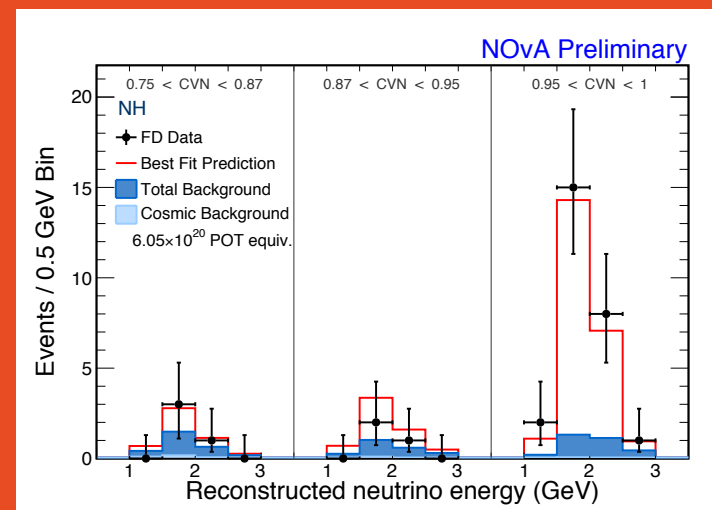 NOvA Preliminary
0.75 < CVN < 0.87
0.87 < CVN < 0.95
0.95 < CVN < 1
NH
FD Data
Best Fit Prediction
Total Background
Cosmic Background
6.05×10²⁰ POT equiv.
Events / 0.5 GeV Bin
20
15
10
5
0
1 2 3 1 2 3 1 2 3
Reconstructed neutrino energy (GeV)